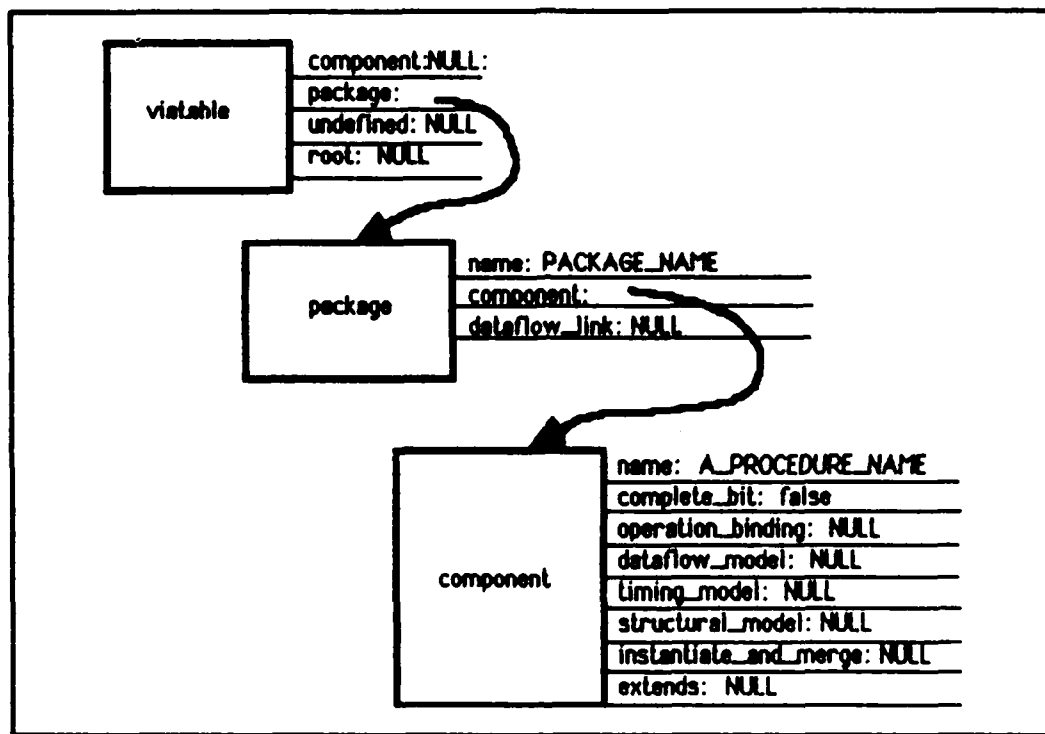 vistable
component:NULL:
package:
undefined: NULL
root: NULL
package
name: PACKAGE_NAME
component:
dataflow_link: NULL
component
name: A_PROCEDURE_NAME
complete_bit: false
operation_binding: NULL
dataflow_model: NULL
timing_model: NULL
structural_model: NULL
instantiate_and_merge: NULL
extends: NULL